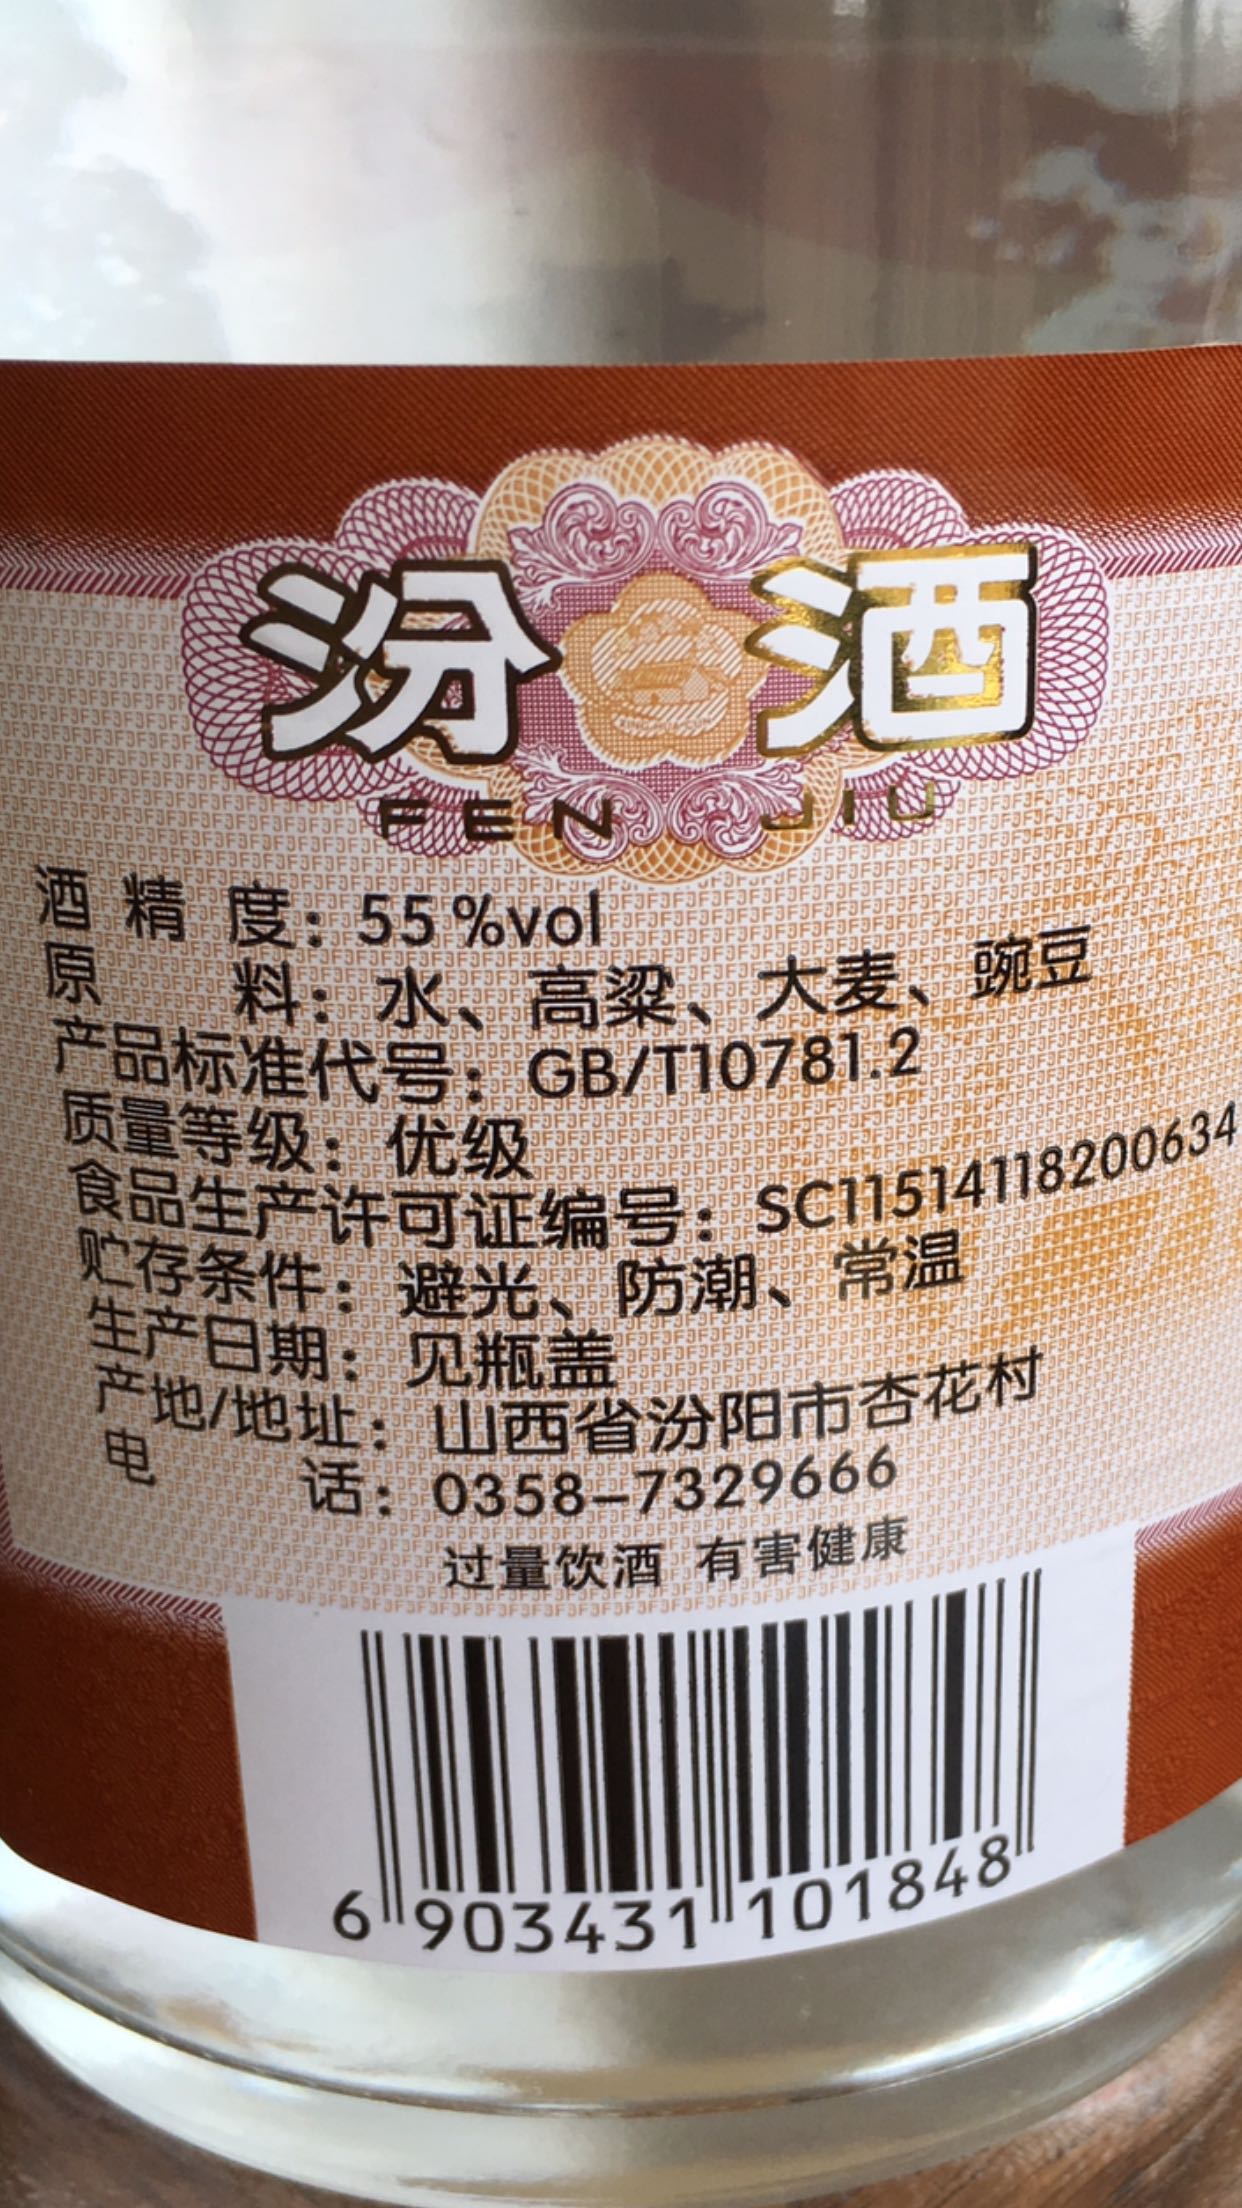 汾酒
FEN JIU
酒精度：55%vol
原料：水、高粱、大麦、豌豆
产品标准代号：GB/T10781.2
质量等级：优级
食品生产许可证编号：SC11514118200634
贮存条件：避光、防潮、常温
生产日期：见瓶盖
产地/地址：山西省汾阳市杏花村
电话：0358-7329666
过量饮酒 有害健康
6 903431 101848